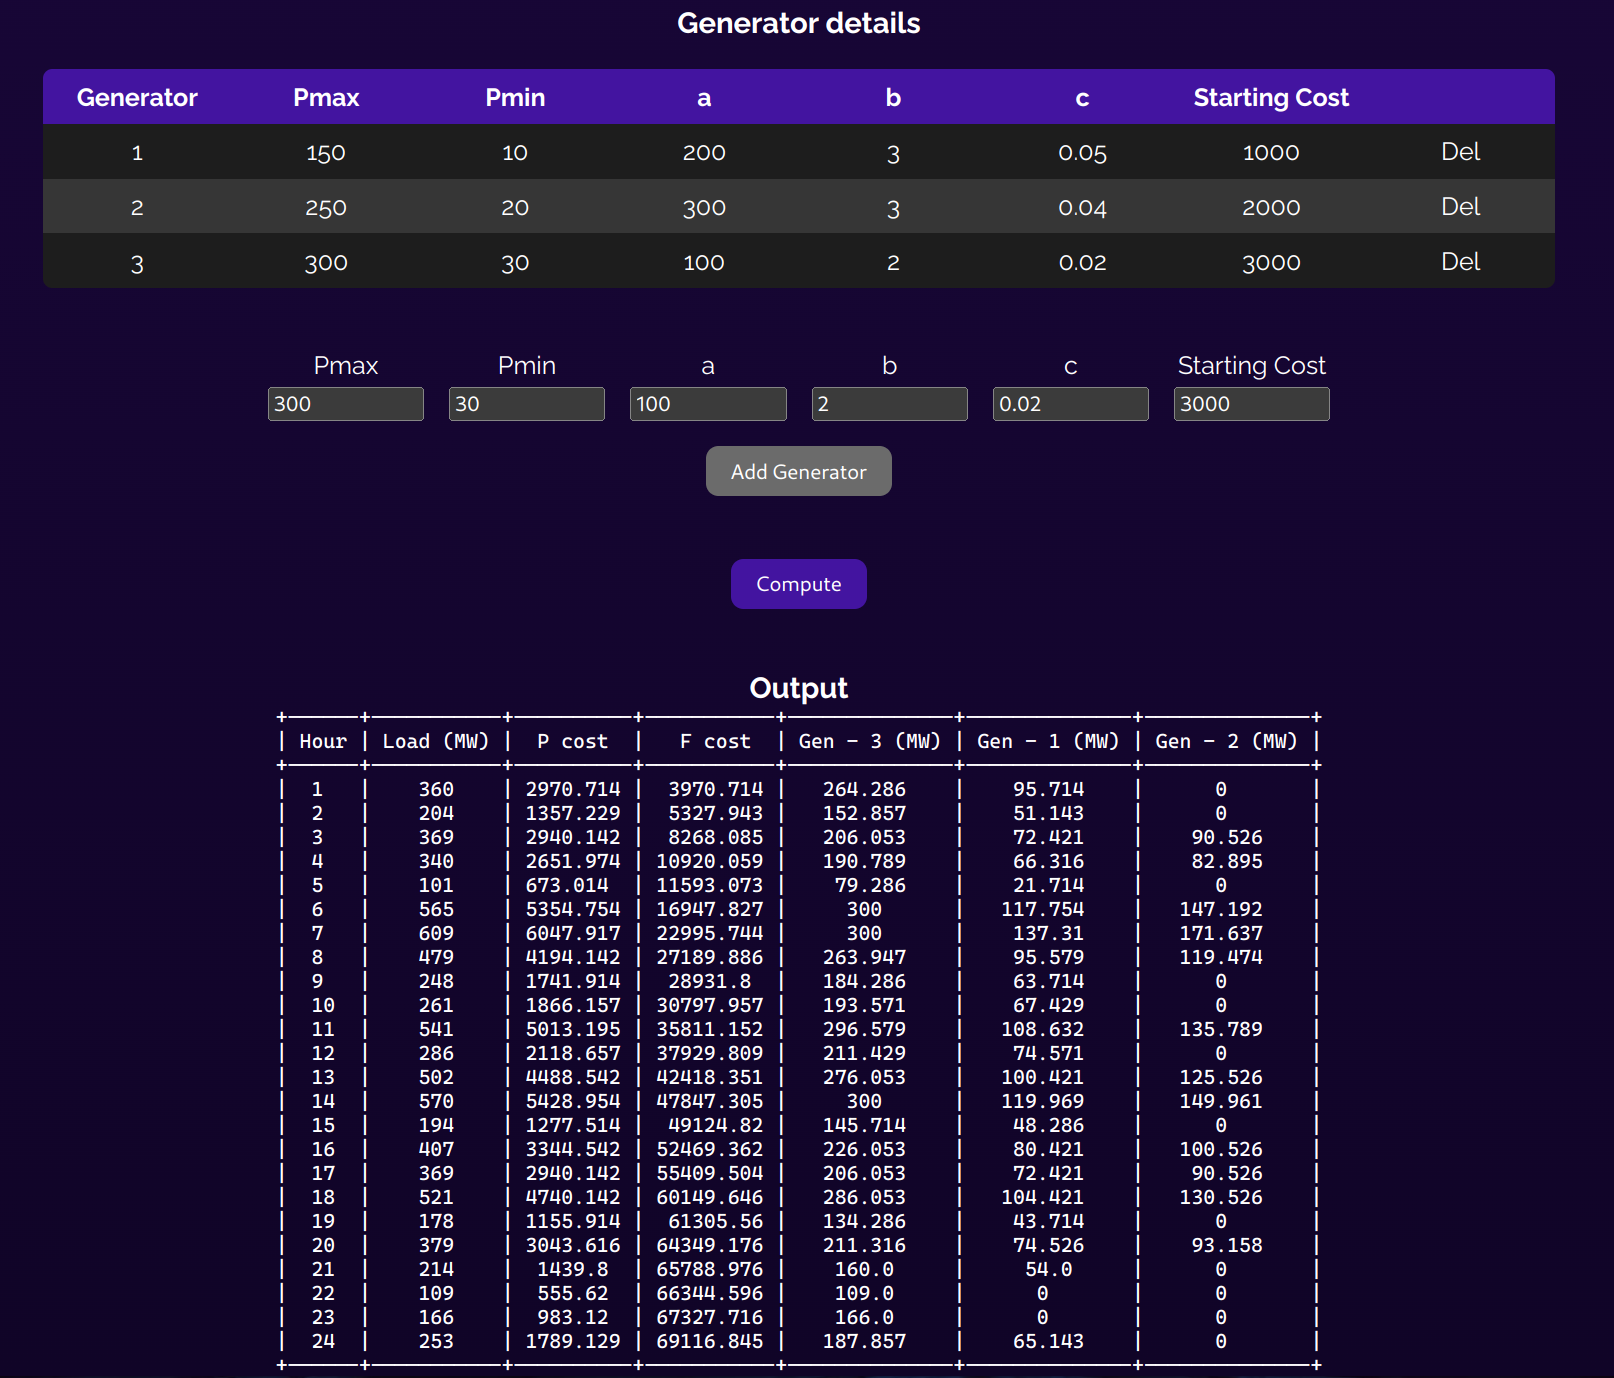 Generator details
Generator Pmax Pmin a b c Starting Cost
1 150 10 200 3 0.05 1000 Del
2 250 20 300 3 0.04 2000 Del
3 300 30 100 2 0.02 3000 Del
Pmax Pmin a b c Starting Cost
300 30 100 2 0.02 3000
Add Generator
Compute
Output
+------+-----------+----------+-----------+--------------+--------------+--------------+
| Hour | Load (MW) | P cost | F cost | Gen - 3 (MW) | Gen - 1 (MW) | Gen - 2 (MW) |
+------+-----------+----------+-----------+--------------+--------------+--------------+
| 1 | 360 | 2970.714 | 3970.714 | 264.286 | 95.714 | 0 |
| 2 | 204 | 1357.229 | 5327.943 | 152.857 | 51.143 | 0 |
| 3 | 369 | 2940.142 | 8268.085 | 206.053 | 72.421 | 90.526 |
| 4 | 340 | 2651.974 | 10920.059 | 190.789 | 66.316 | 82.895 |
| 5 | 101 | 673.014 | 11593.073 | 79.286 | 21.714 | 0 |
| 6 | 565 | 5354.754 | 16947.827 | 300 | 117.754 | 147.192 |
| 7 | 609 | 6047.917 | 22995.744 | 300 | 137.31 | 171.637 |
| 8 | 479 | 4194.142 | 27189.886 | 263.947 | 95.579 | 119.474 |
| 9 | 248 | 1741.914 | 28931.8 | 184.286 | 63.714 | 0 |
| 10 | 261 | 1866.157 | 30797.957 | 193.571 | 67.429 | 0 |
| 11 | 541 | 5013.195 | 35811.152 | 296.579 | 108.632 | 135.789 |
| 12 | 286 | 2118.657 | 37929.809 | 211.429 | 74.571 | 0 |
| 13 | 502 | 4488.542 | 42418.351 | 276.053 | 100.421 | 125.526 |
| 14 | 570 | 5428.954 | 47847.305 | 300 | 119.969 | 149.961 |
| 15 | 194 | 1277.514 | 49124.82 | 145.714 | 48.286 | 0 |
| 16 | 407 | 3344.542 | 52469.362 | 226.053 | 80.421 | 100.526 |
| 17 | 369 | 2940.142 | 55409.504 | 206.053 | 72.421 | 90.526 |
| 18 | 521 | 4740.142 | 60149.646 | 286.053 | 104.421 | 130.526 |
| 19 | 178 | 1155.914 | 61305.56 | 134.286 | 43.714 | 0 |
| 20 | 379 | 3043.616 | 64349.176 | 211.316 | 74.526 | 93.158 |
| 21 | 214 | 1439.8 | 65788.976 | 160.0 | 54.0 | 0 |
| 22 | 109 | 555.62 | 66344.596 | 109.0 | 0 | 0 |
| 23 | 166 | 983.12 | 67327.716 | 166.0 | 0 | 0 |
| 24 | 253 | 1789.129 | 69116.845 | 187.857 | 65.143 | 0 |
+------+-----------+----------+-----------+--------------+--------------+--------------+